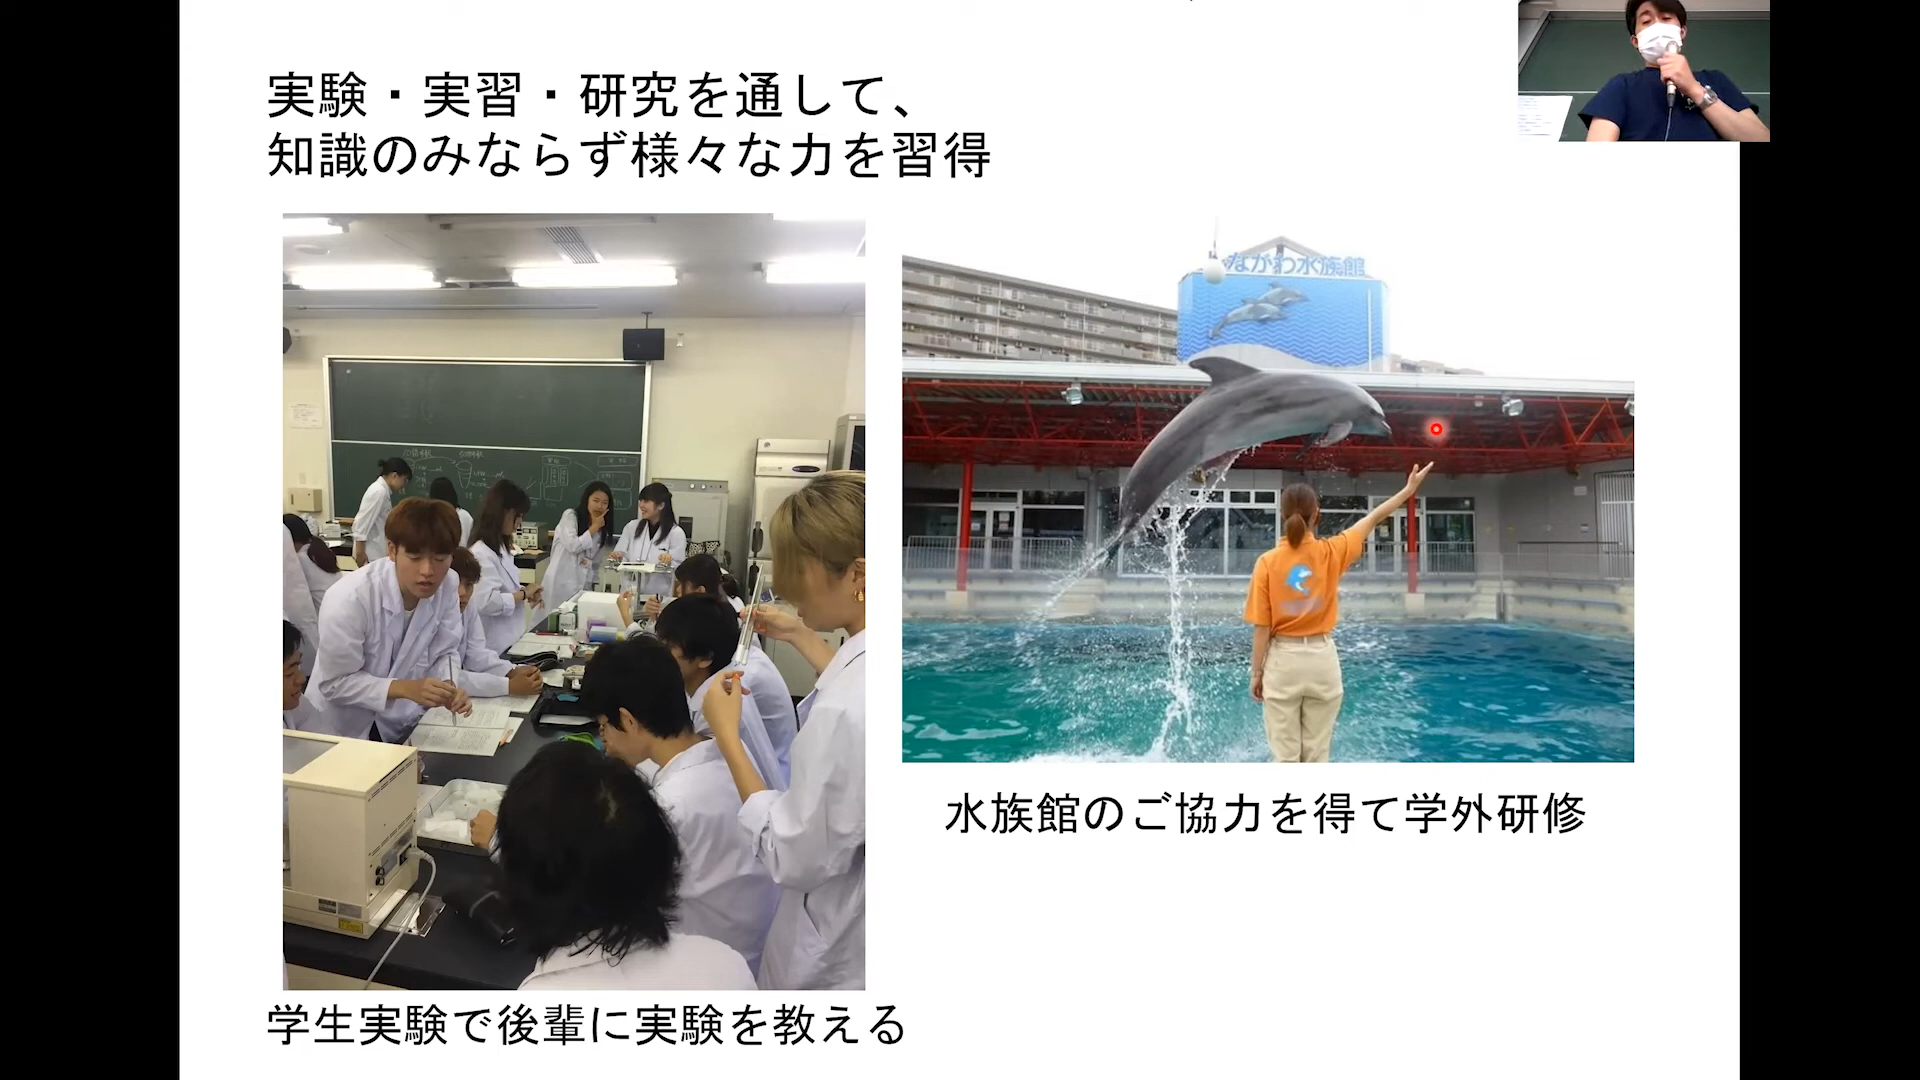 実験・実習・研究を通して、
知識のみならず様々な力を習得
ながわ水族館
水族館のご協力を得て学外研修
学生実験で後輩に実験を教える